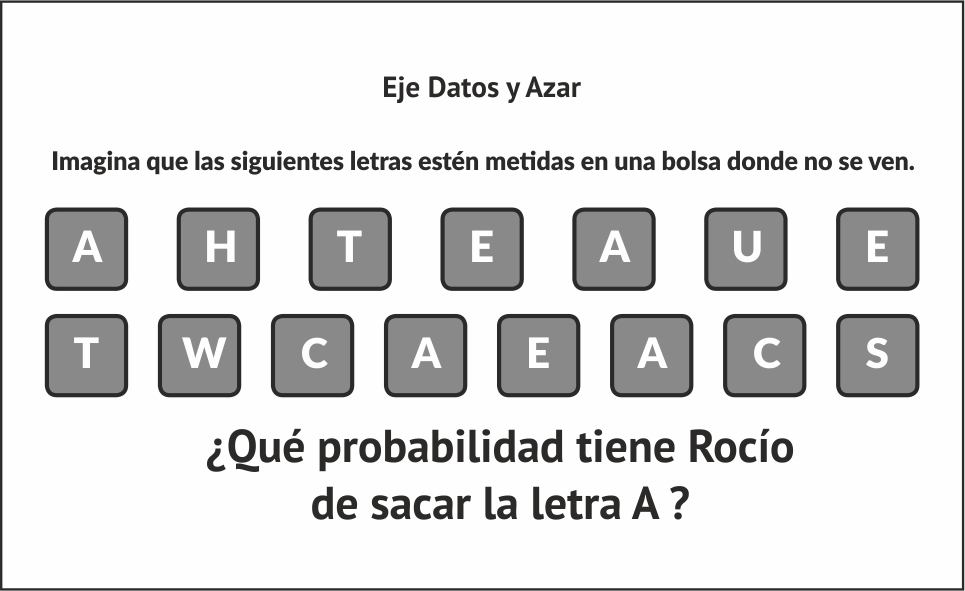 Eje Datos y Azar
Imagina que las siguientes letras estén metidas en una bolsa donde no se ven.
A H T E A U E
T W C A E A C S
¿Qué probabilidad tiene Rocío
de sacar la letra A ?